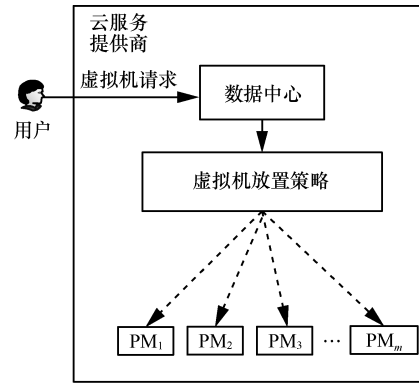 云服务
提供商
虚拟机请求
用户
数据中心
虚拟机放置策略
PM₁ PM₂ PM₃ … PMₘ